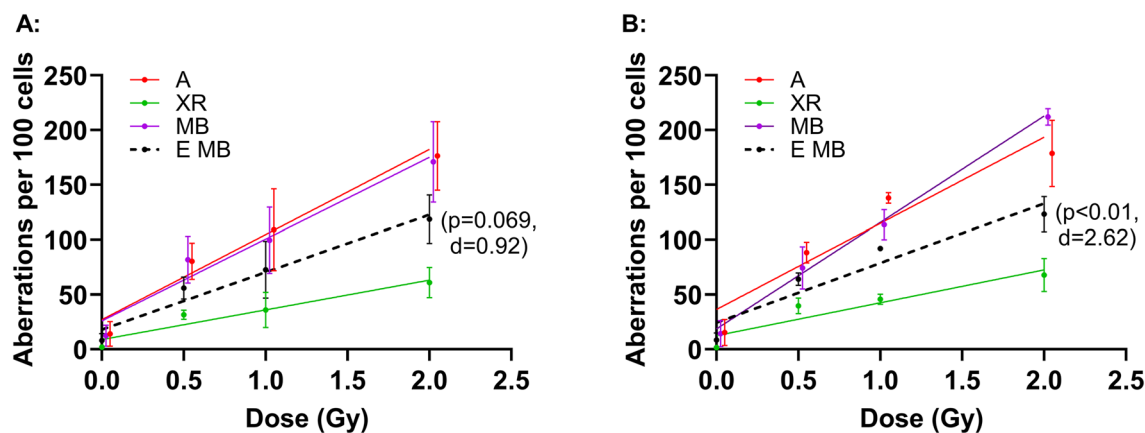 A:
Aberrations per 100 cells
250
200
150
100
50
0
A
XR
MB
E MB
(p=0.069,
d=0.92)
0.0 0.5 1.0 1.5 2.0 2.5
Dose (Gy)
B:
Aberrations per 100 cells
250
200
150
100
50
0
A
XR
MB
E MB
(p<0.01,
d=2.62)
0.0 0.5 1.0 1.5 2.0 2.5
Dose (Gy)